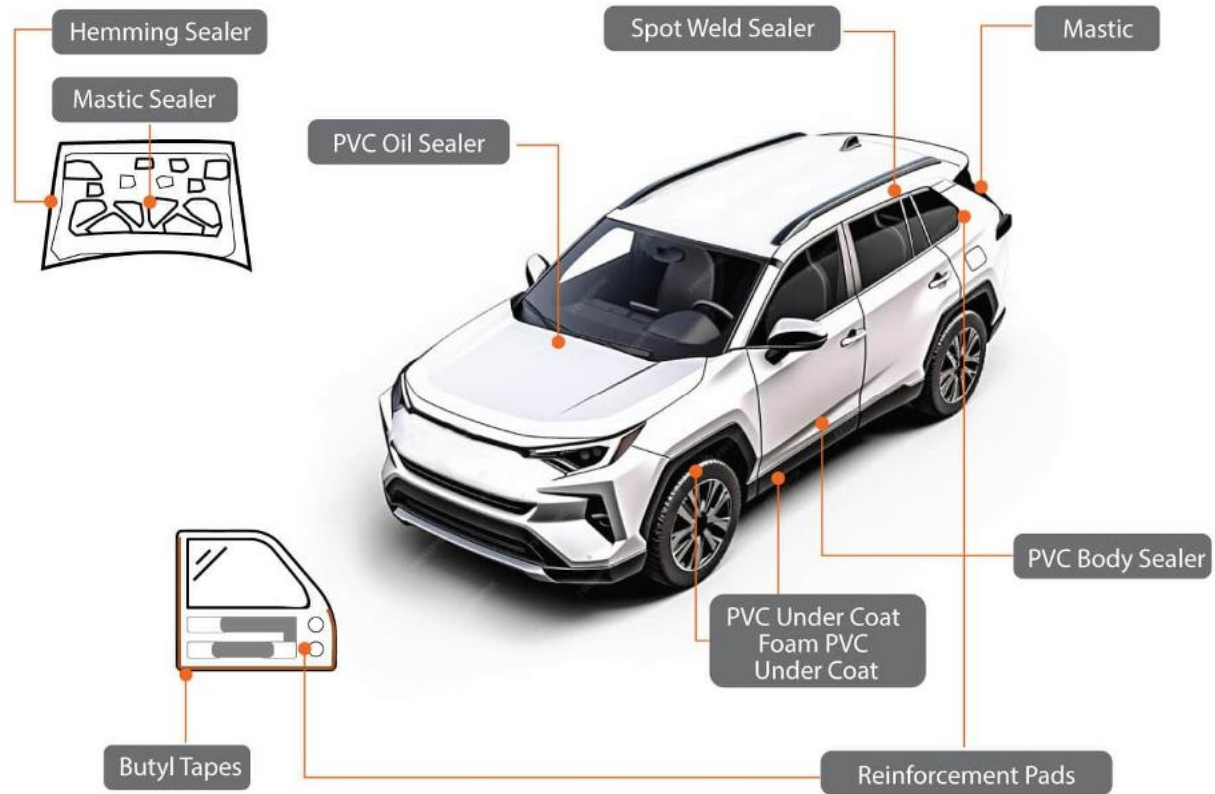 Hemming Sealer
Spot Weld Sealer
Mastic
Mastic Sealer
PVC Oil Sealer
PVC Body Sealer
PVC Under Coat
Foam PVC
Under Coat
Butyl Tapes
Reinforcement Pads